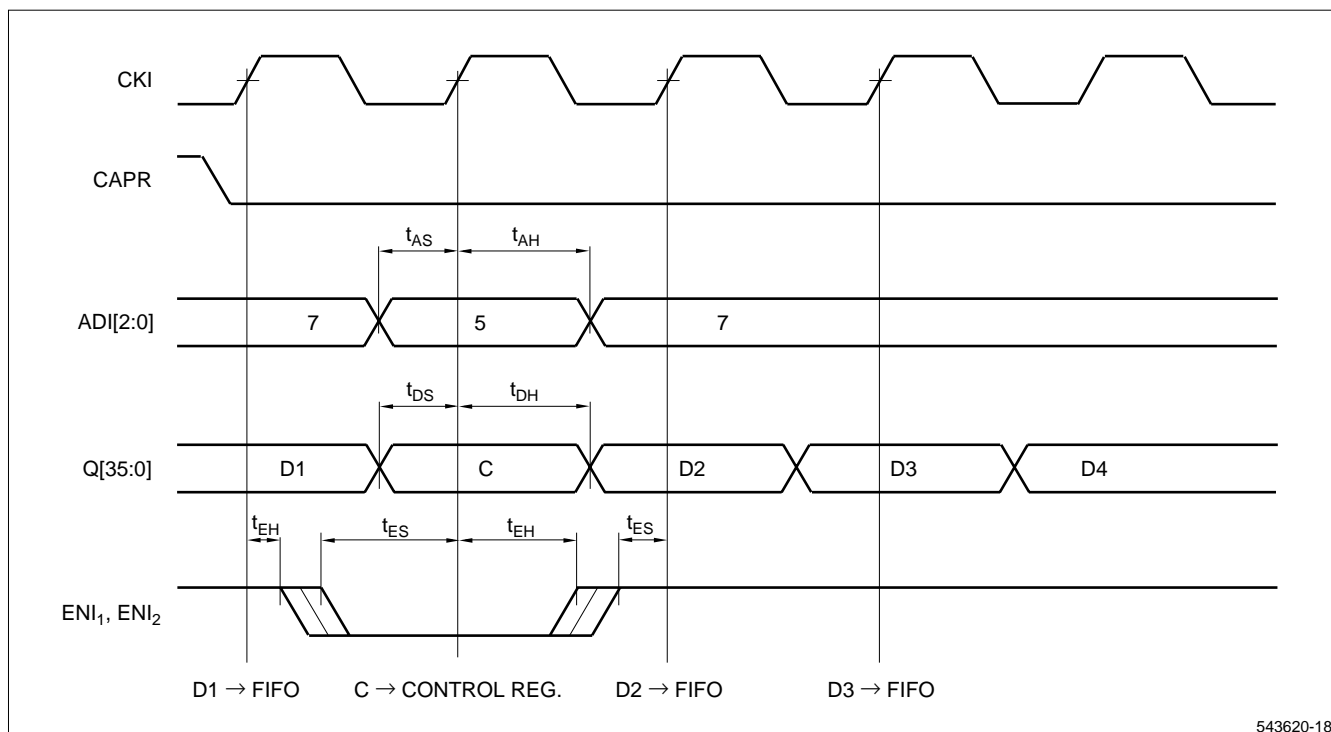 CKI
CAPR
tAS tAH
ADI[2:0] 7 5 7
tDS tDH
Q[35:0] D1 C D2 D3 D4
tEH tES tEH tES
ENI1, ENI2
D1 → FIFO C → CONTROL REG. D2 → FIFO D3 → FIFO
543620-18